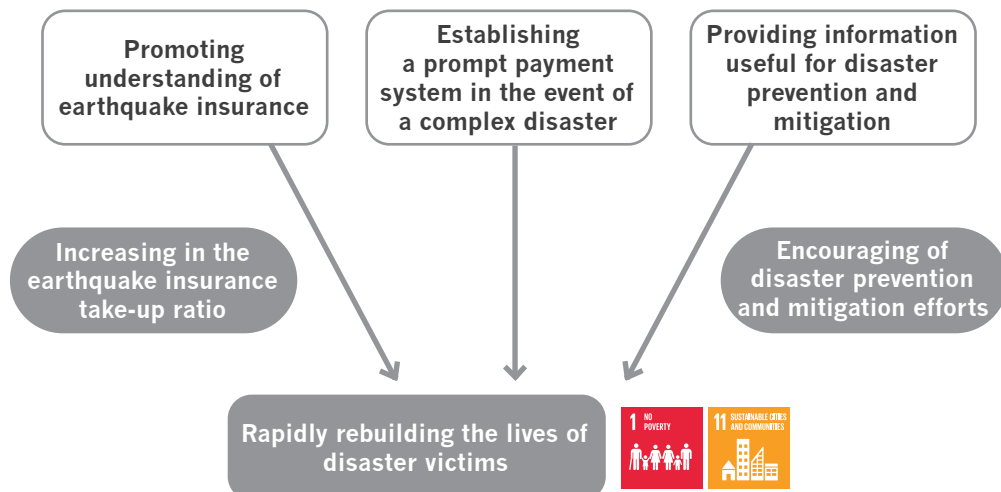 Promoting
understanding of
earthquake insurance
Establishing
a prompt payment
system in the event of
a complex disaster
Providing information
useful for disaster
prevention and
mitigation
Increasing in the
earthquake insurance
take-up ratio
Encouraging of
disaster prevention
and mitigation efforts
Rapidly rebuilding the lives of
disaster victims
1 NO
POVERTY
11 SUSTAINABLE CITIES
AND COMMUNITIES